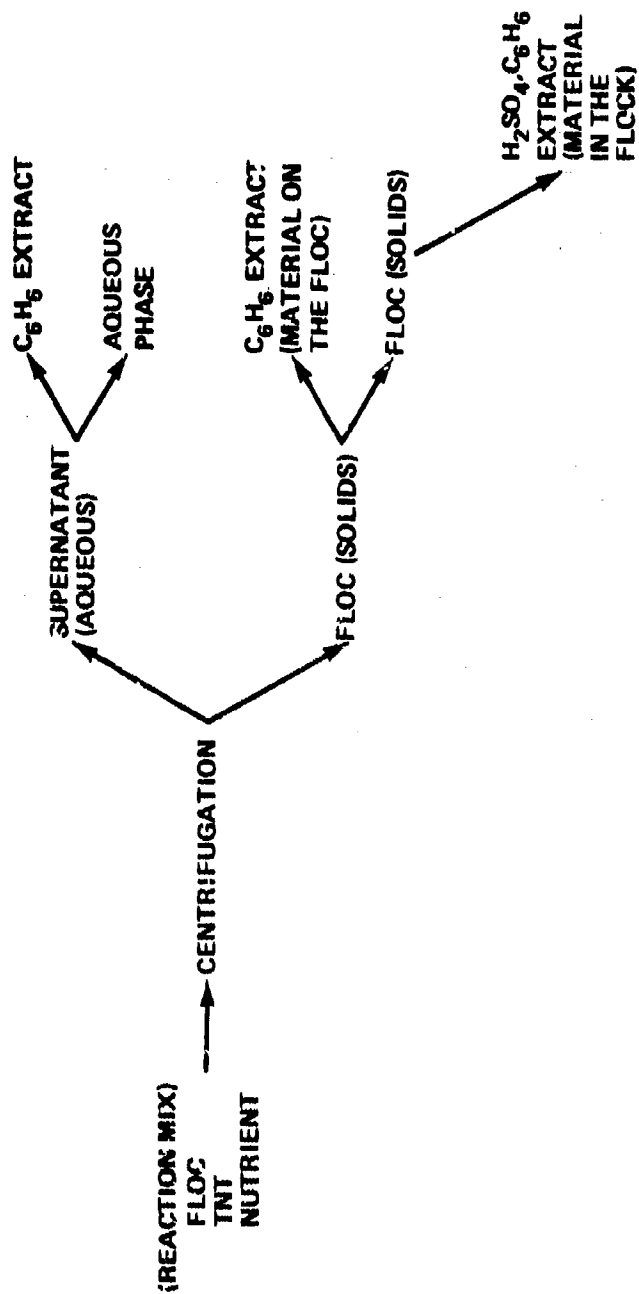 (REACTION MIX)
FLOC
TNT
NUTRIENT
CENTRIFUGATION
SUPERNATANT
(AQUEOUS)
C6H6 EXTRACT
AQUEOUS
PHASE
FLOC (SOLIDS)
C6H6 EXTRACT
(MATERIAL ON
THE FLOC)
FLOC (SOLIDS)
H2SO4.C6H6
EXTRACT
(MATERIAL
IN THE
FLOCK)